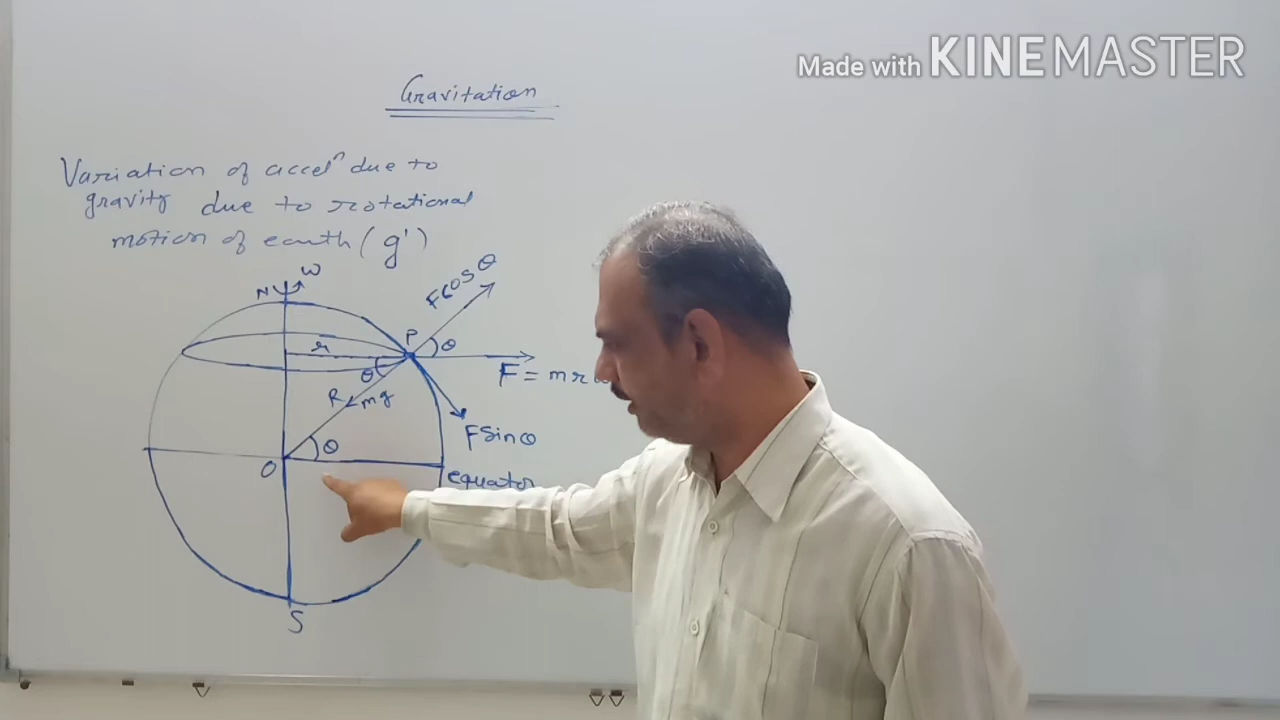 Made with KINEMASTER
Gravitation
Variation of acceln due to
gravity due to rotational
motion of earth (g')
N
ω
F cos θ
P
θ
r
θ
F = mr
R
mg
F sin θ
θ
O
equator
S